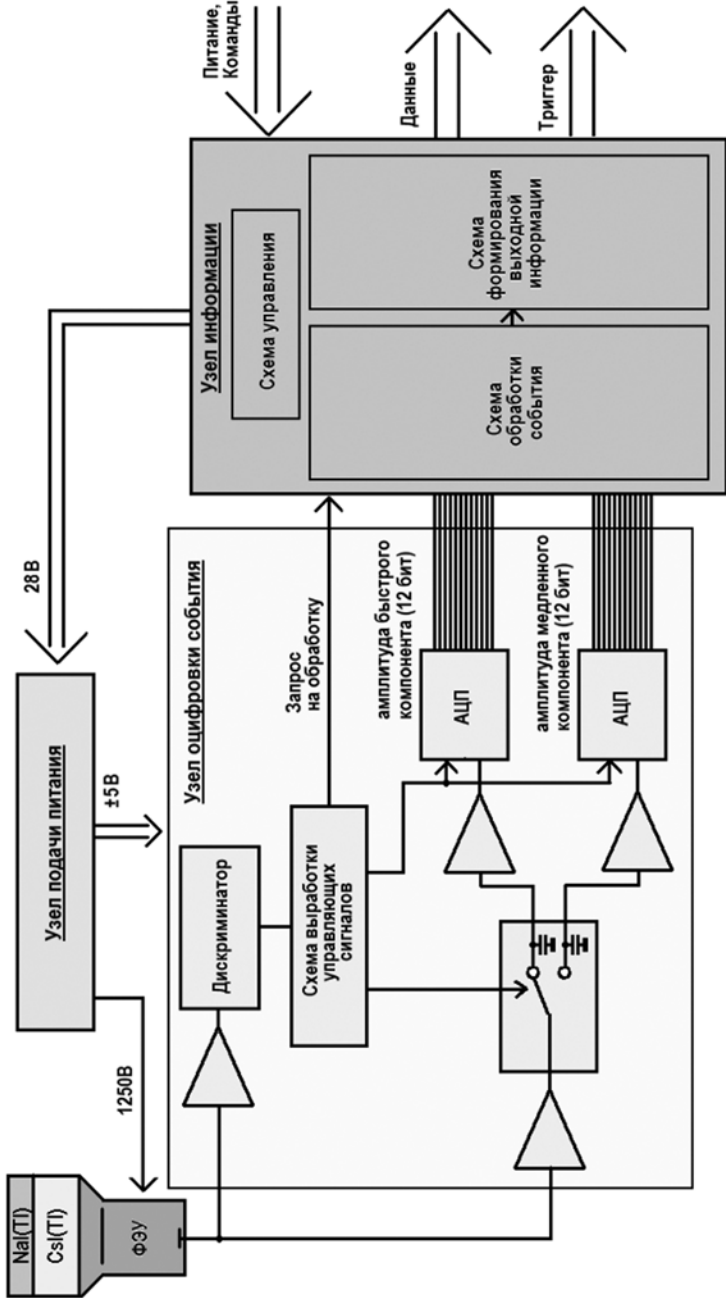 NaI(Tl)
CsI(Tl)
ФЭУ
1250В
Узел подачи питания
±5В
28В
Питание,
Команды
Узел информации
Схема управления
Схема
обработки
события
Схема
формирования
выходной
информации
Данные
Триггер
Узел оцифровки события
Дискриминатор
Схема выработки
управляющих
сигналов
Запрос
на обработку
амплитуда быстрого
компонента (12 бит)
АЦП
амплитуда медленного
компонента (12 бит)
АЦП